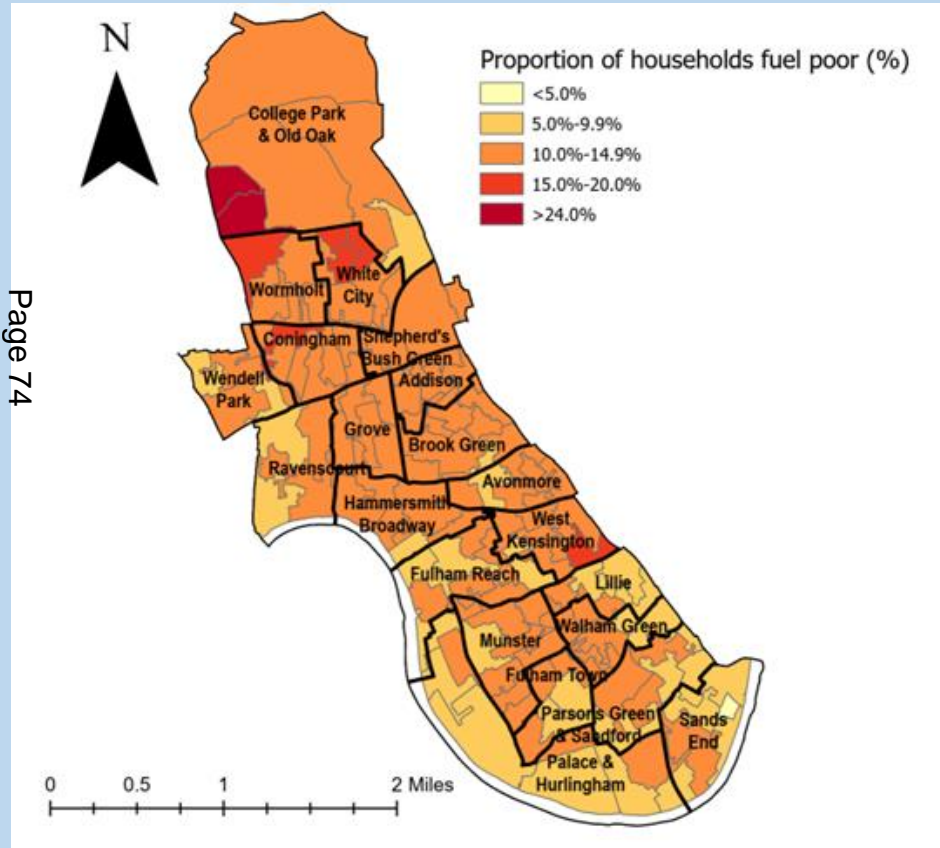 N
Proportion of households fuel poor (%)
<5.0%
5.0%-9.9%
10.0%-14.9%
15.0%-20.0%
>24.0%
College Park
& Old Oak
Wormholt
White
City
Coningham
Shepherd's
Bush Green
Wendell
Park
Addison
Grove
Brook Green
Ravenscourt
Avonmore
Hammersmith
Broadway
West
Kensington
Fulham Reach
Lillie
Munster
Walham Green
Fulham Town
Parsons Green
& Sandford
Sands
End
Palace &
Hurlingham
0 0.5 1 2 Miles
Page 74